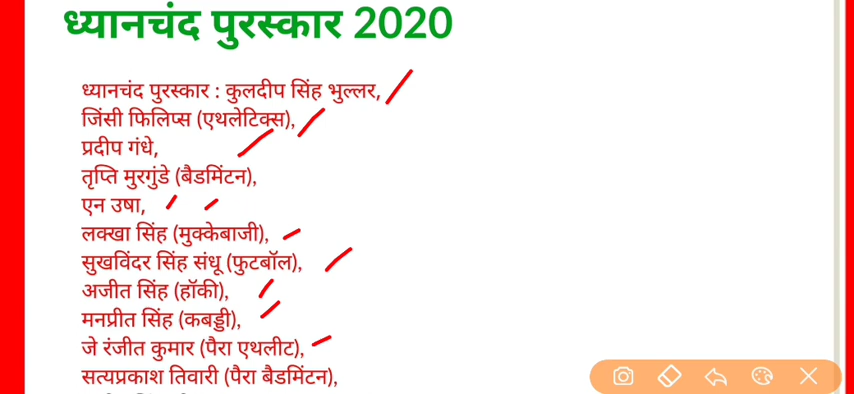 ध्यानचंद पुरस्कार 2020
ध्यानचंद पुरस्कार : कुलदीप सिंह भुल्लर,
जिंसी फिलिप्स (एथलेटिक्स),
प्रदीप गंधे,
तृप्ति मुरगुंडे (बैडमिंटन),
एन उषा,
लक्खा सिंह (मुक्केबाजी),
सुखविंदर सिंह संधू (फुटबॉल),
अजीत सिंह (हॉकी),
मनप्रीत सिंह (कबड्डी),
जे रंजीत कुमार (पैरा एथलीट),
सत्यप्रकाश तिवारी (पैरा बैडमिंटन),